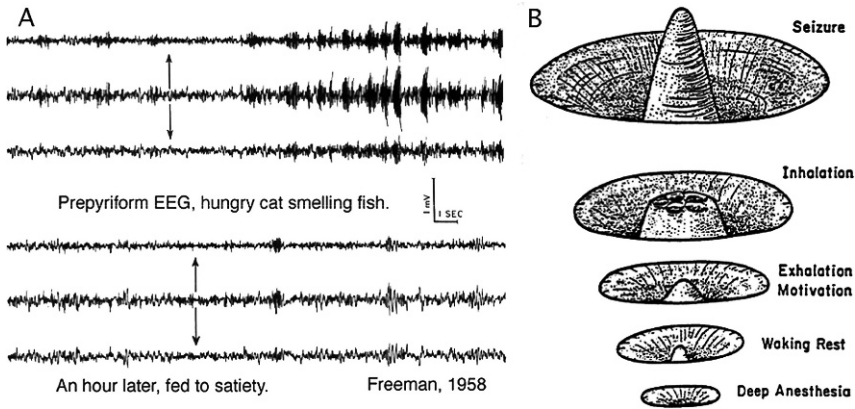 A
Prepyriform EEG, hungry cat smelling fish.
1 mV
1 SEC
An hour later, fed to satiety.
Freeman, 1958
B
Seizure
Inhalation
Exhalation
Motivation
Waking Rest
Deep Anesthesia